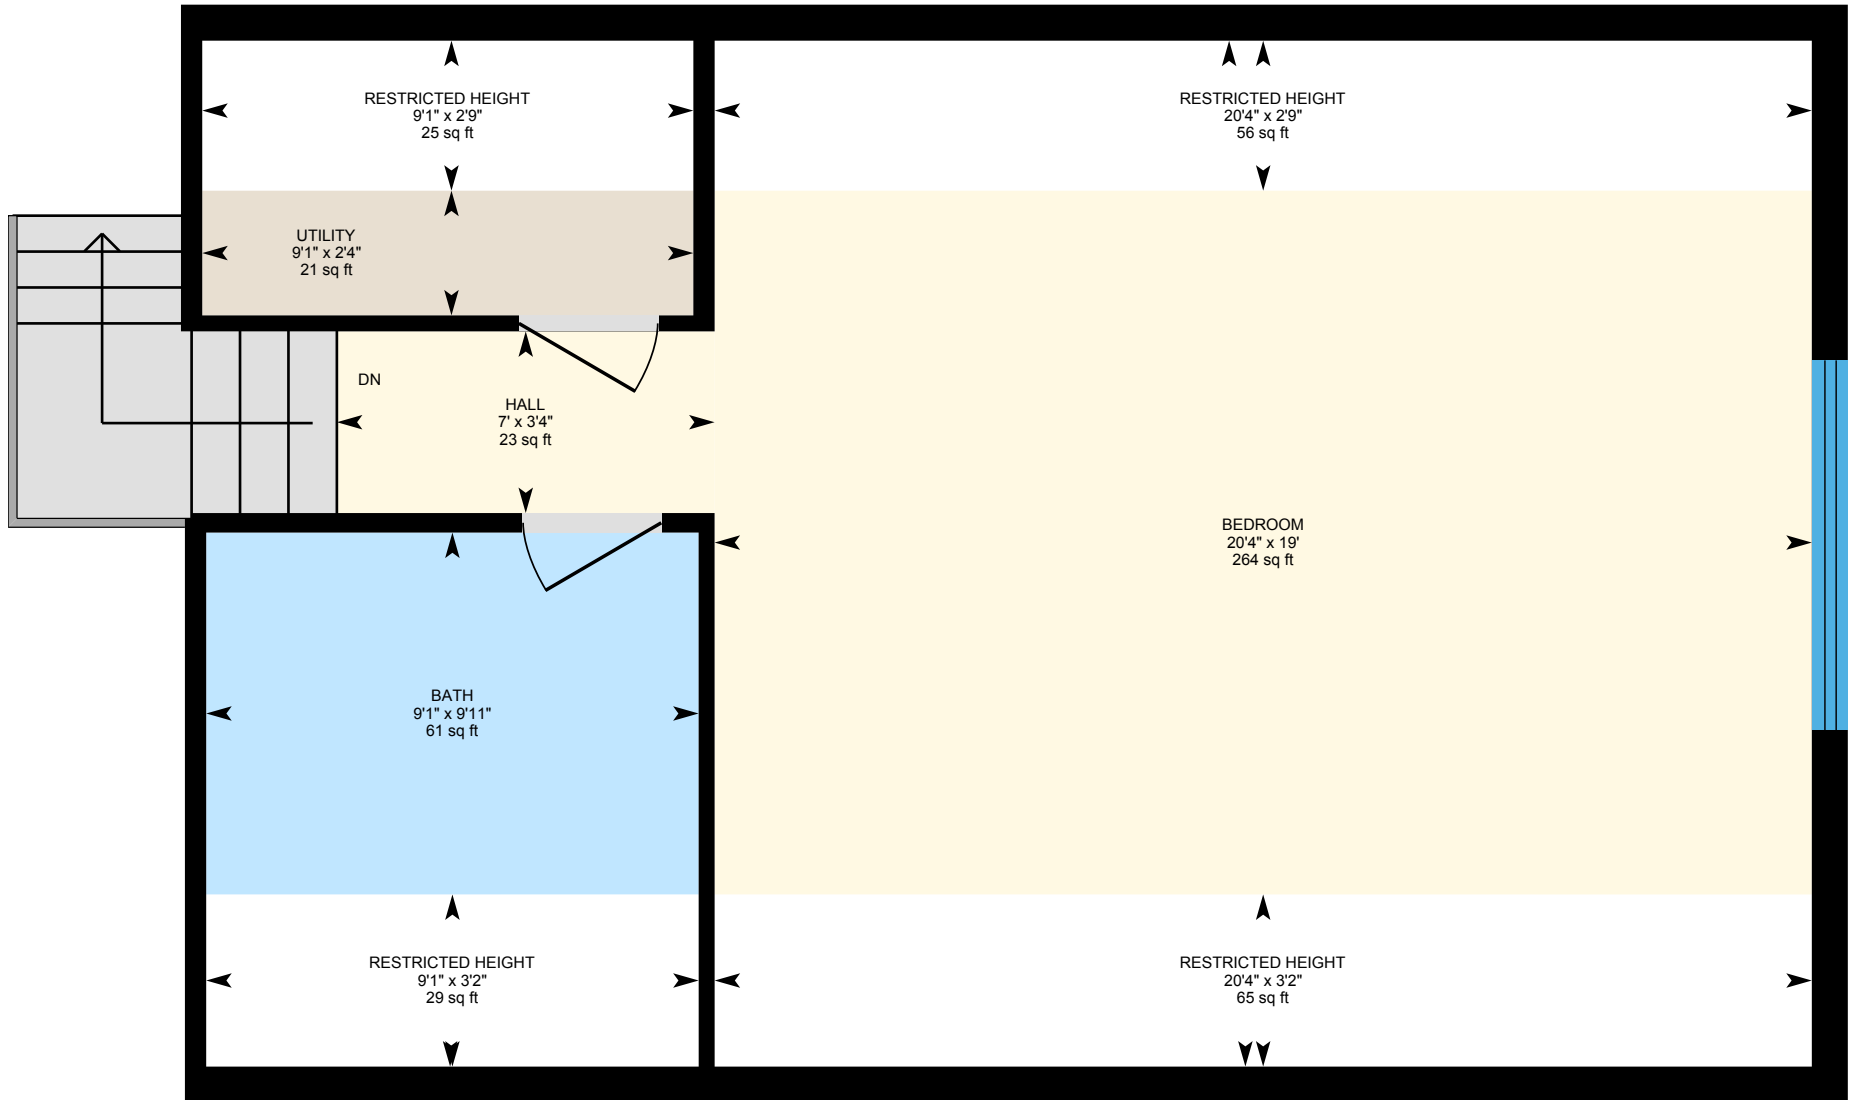 RESTRICTED HEIGHT
9'1" x 2'9"
25 sq ft
RESTRICTED HEIGHT
20'4" x 2'9"
56 sq ft
UTILITY
9'1" x 2'4"
21 sq ft
DN
HALL
7' x 3'4"
23 sq ft
BEDROOM
20'4" x 19'
264 sq ft
BATH
9'1" x 9'11"
61 sq ft
RESTRICTED HEIGHT
9'1" x 3'2"
29 sq ft
RESTRICTED HEIGHT
20'4" x 3'2"
65 sq ft